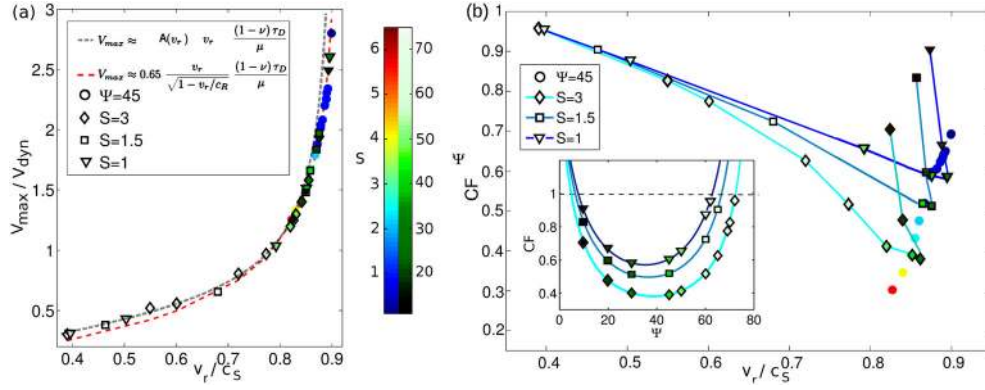 (a)
3
2.5
2
1.5
1
0.5
V_max / V_dyn
V_max ≈ A(v_r) v_r (1 − ν) τ_D / μ
V_max ≈ 0.65 v_r / √(1 − v_r/c_R) (1 − ν) τ_D / μ
Ψ=45
S=3
S=1.5
S=1
0.4 0.5 0.6 0.7 0.8 0.9
v_r / c_S
6
5
4
3
2
S
70
60
50
40
30
20
Ψ
(b)
1
0.9
0.8
0.7
0.6
0.5
0.4
0.3
0.2
CF
Ψ=45
S=3
S=1.5
S=1
1
0.8
0.6
0.4
CF
0 20 40 60 80
Ψ
0.4 0.5 0.6 0.7 0.8 0.9
v_r / c_S